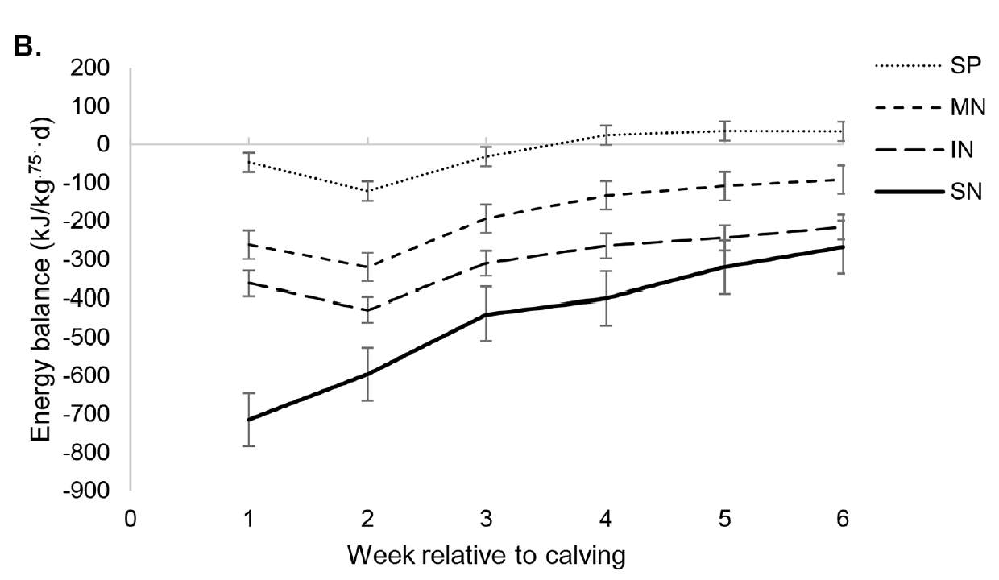 B.
200
100
0
-100
-200
-300
-400
-500
-600
-700
-800
-900
Energy balance (kJ/kg.75.·d)
0 1 2 3 4 5 6
Week relative to calving
SP
MN
IN
SN